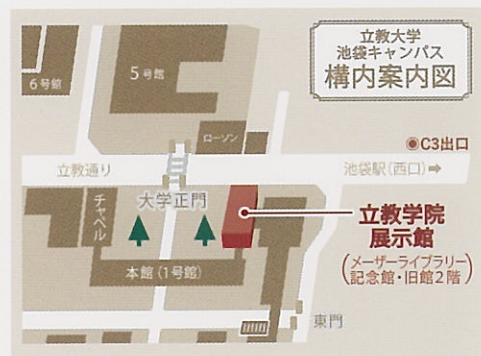 立教大学
池袋キャンパス
構内案内図
6号館
5号館
ローソン
C3出口
立教通り
池袋駅(西口)
大学正門
チャペル
立教学院
展示館
(メーザーライブラリー
記念館・旧館2階)
本館(1号館)
東門